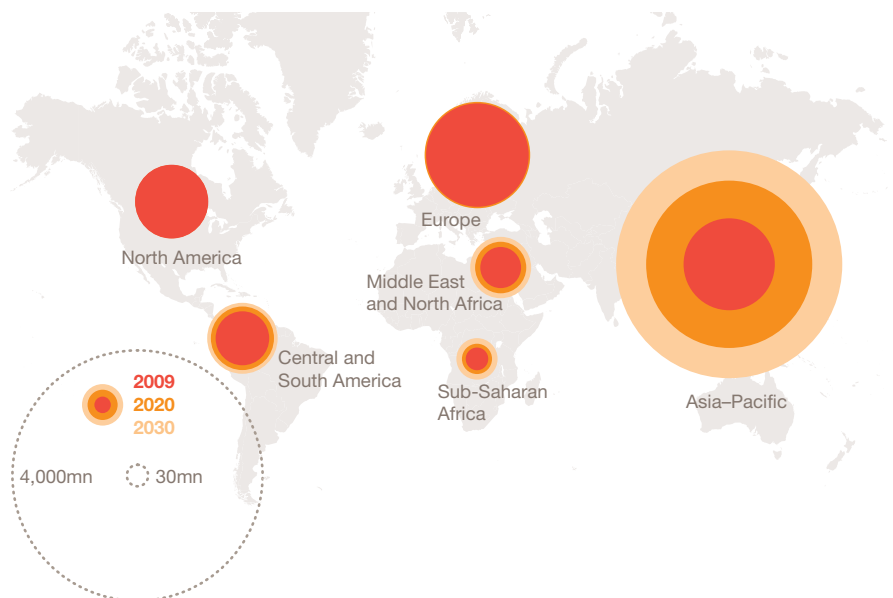 Europe
North America
Middle East
and North Africa
Central and
South America
Sub-Saharan
Africa
Asia–Pacific
2009
2020
2030
4,000mn
30mn